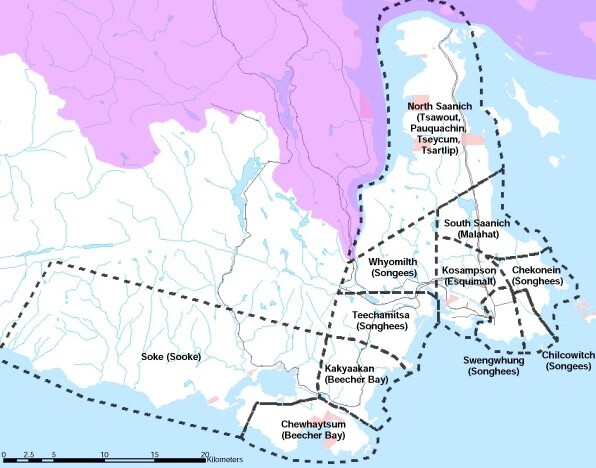 North Saanich
(Tsawout,
Pauquachin,
Tseycum,
Tsartlip)
South Saanich
(Malahat)
Whyomilth
(Songees)
Kosampson
(Esquimalt)
Chekonein
(Songhees)
Teechamitsa
(Songhees)
Soke (Sooke)
Kakyaakan
(Beecher Bay)
Swengwhung
(Songhees)
Chilcowitch
(Songees)
Chewhaytsum
(Beecher Bay)
0 2.5 5 10 15 20
Kilometers